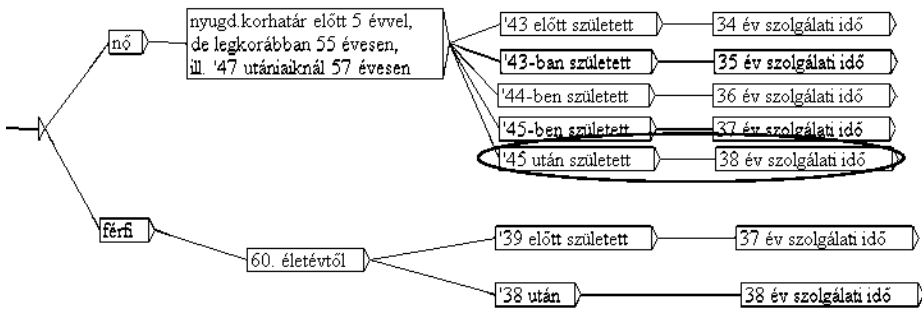 nő
nyugd.korhatár előtt 5 évvel,
de legkorábban 55 évesen,
ill. '47 utániaiknál 57 évesen
'43 előtt született
34 év szolgálati idő
'43-ban született
35 év szolgálati idő
'44-ben született
36 év szolgálati idő
'45-ben született
37 év szolgálati idő
'45 után született
38 év szolgálati idő
férfi
60. életévtől
'39 előtt született
37 év szolgálati idő
'38 után
38 év szolgálati idő